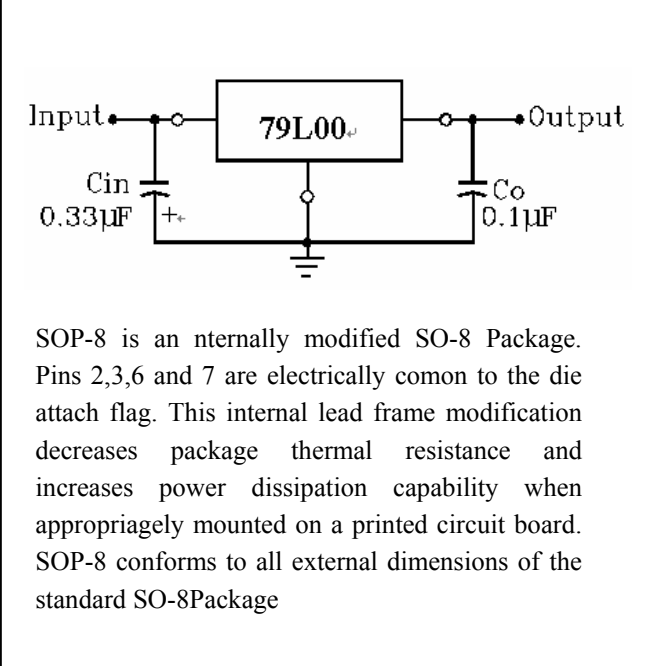 Input
79L00
Output
Cin
0.33µF
+
Co
0.1µF
SOP-8 is an nternally modified SO-8 Package.
Pins 2,3,6 and 7 are electrically comon to the die
attach flag. This internal lead frame modification
decreases package thermal resistance and
increases power dissipation capability when
appropriagely mounted on a printed circuit board.
SOP-8 conforms to all external dimensions of the
standard SO-8Package